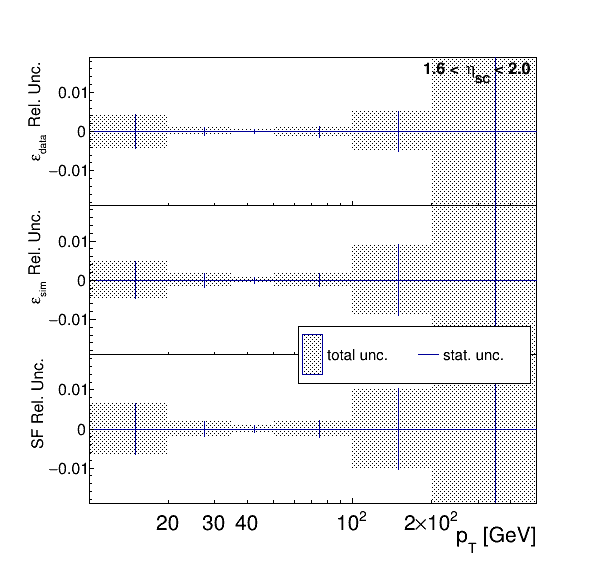 1.6 < η_SC < 2.0
ε_data Rel. Unc.
0.01
0
−0.01
ε_sim Rel. Unc.
0.01
0
−0.01
total unc. stat. unc.
SF Rel. Unc.
0.01
0
−0.01
20 30 40 10² 2×10²
p_T [GeV]